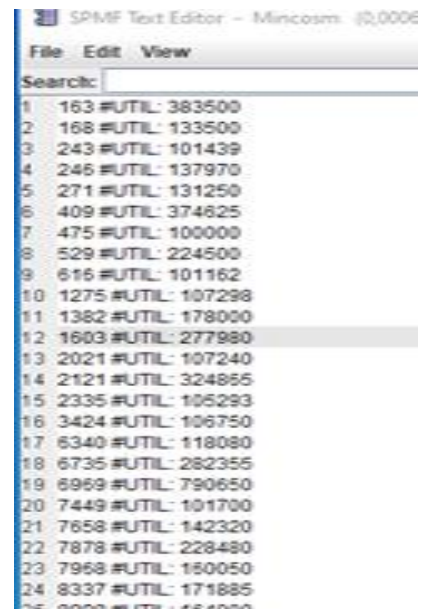 SPMF Text Editor - Mincosm (0,0006
File Edit View
Search:
1 163 #UTIL: 383500
2 168 #UTIL: 133500
3 243 #UTIL: 101439
4 246 #UTIL: 137970
5 271 #UTIL: 131250
6 409 #UTIL: 374625
7 475 #UTIL: 100000
8 529 #UTIL: 224500
9 616 #UTIL: 101162
10 1275 #UTIL: 107298
11 1382 #UTIL: 178000
12 1603 #UTIL: 277980
13 2021 #UTIL: 107240
14 2121 #UTIL: 324865
15 2335 #UTIL: 105293
16 3424 #UTIL: 106750
17 6340 #UTIL: 118080
18 6735 #UTIL: 282355
19 6969 #UTIL: 790650
20 7449 #UTIL: 101700
21 7658 #UTIL: 142320
22 7878 #UTIL: 228480
23 7968 #UTIL: 160050
24 8337 #UTIL: 171885